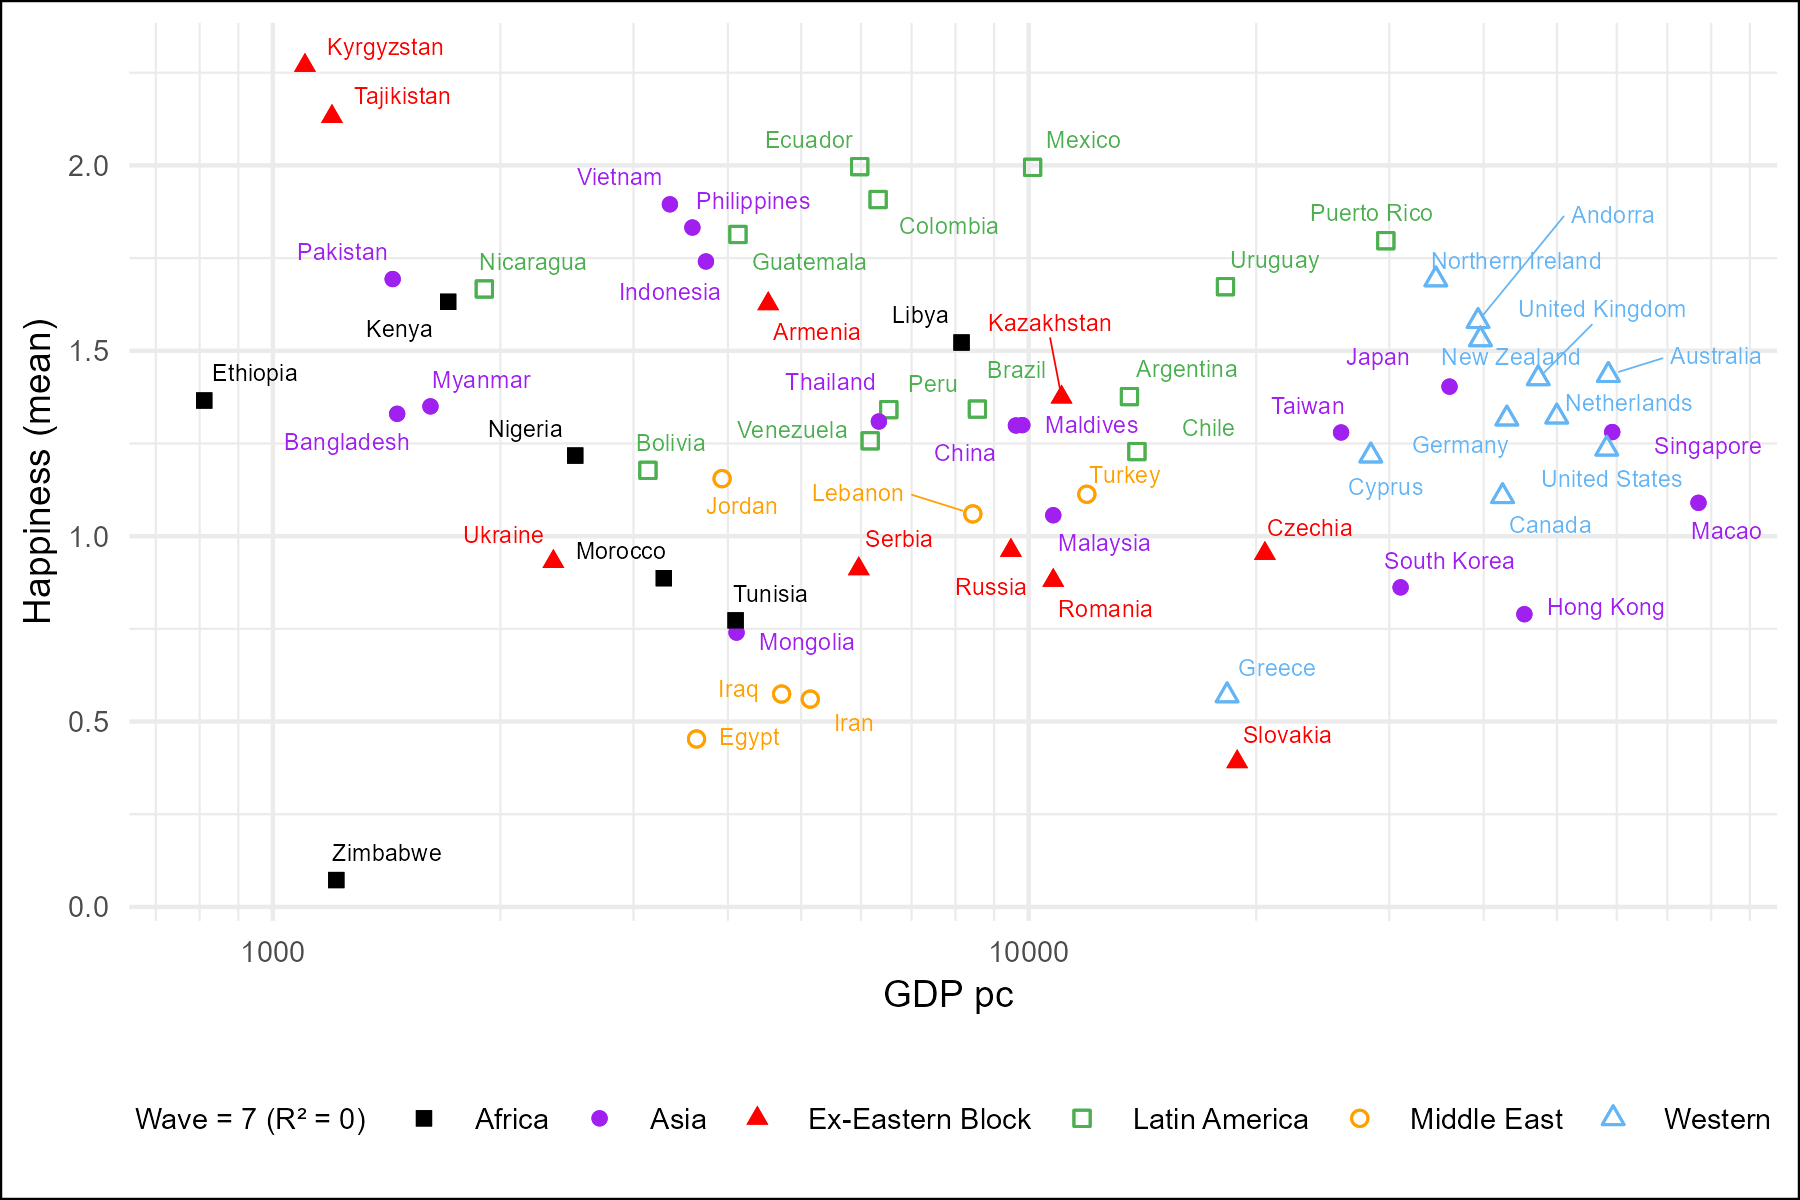 Kyrgyzstan
Tajikistan
Ecuador
Mexico
2.0
Vietnam
Philippines
Puerto Rico
Andorra
Colombia
Pakistan
Nicaragua
Guatemala
Uruguay
Northern Ireland
Indonesia
United Kingdom
Kenya
Armenia
Libya
Kazakhstan
1.5
Japan
New Zealand
Australia
Ethiopia
Myanmar
Thailand
Peru
Brazil
Argentina
Taiwan
Netherlands
Bangladesh
Nigeria
Bolivia
Venezuela
China
Maldives
Chile
Germany
Singapore
Jordan
Lebanon
Turkey
Cyprus
United States
Canada
Macao
1.0
Ukraine
Morocco
Serbia
Malaysia
Czechia
South Korea
Russia
Romania
Hong Kong
Tunisia
Mongolia
Greece
Iraq
Iran
0.5
Egypt
Slovakia
Zimbabwe
0.0
Happiness (mean)
1000
10000
GDP pc
Wave = 7 (R² = 0)
Africa
Asia
Ex-Eastern Block
Latin America
Middle East
Western